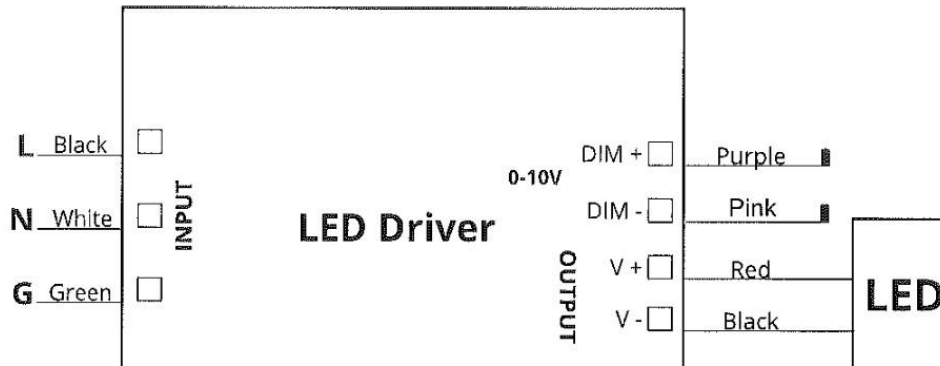 L Black
N White
G Green
INPUT
LED Driver
0-10V
OUTPUT
DIM + Purple
DIM - Pink
V + Red
V - Black
LED